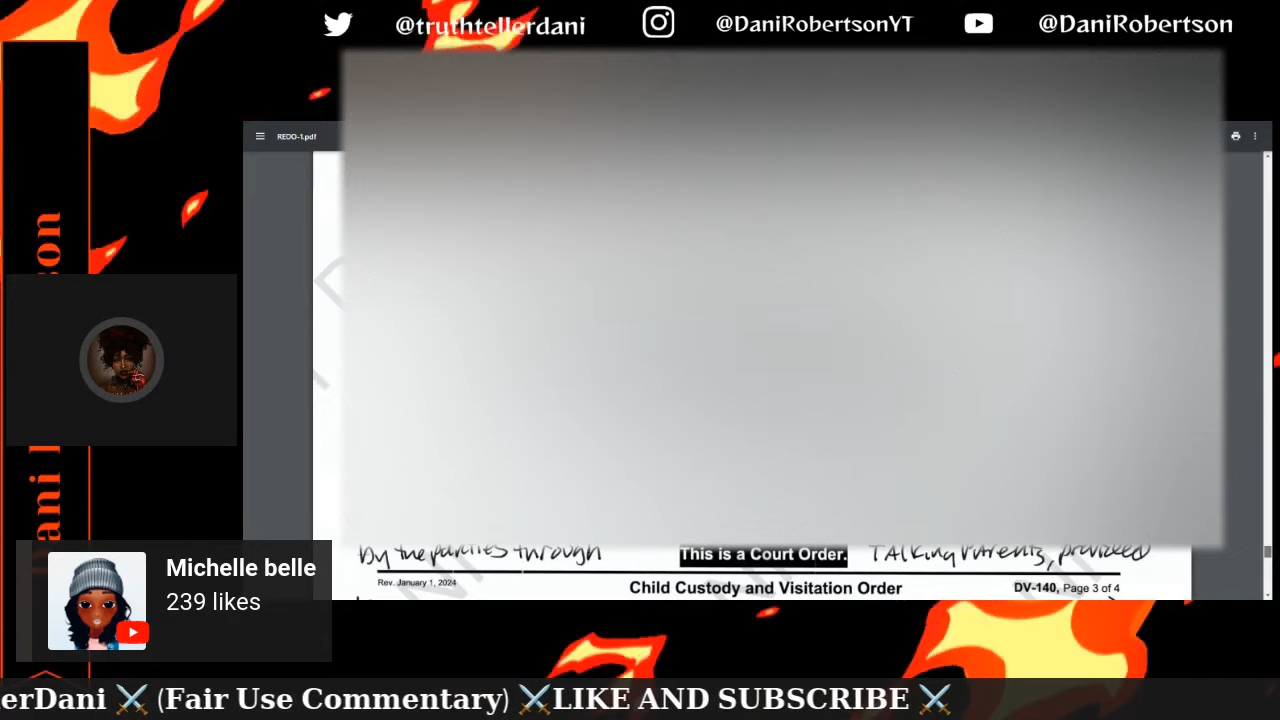 @truthtellerdani @DaniRobertsonYT @DaniRobertson
REDO-1.pdf
by the parties through This is a Court Order. Talking Parents, provided
Rev. January 1, 2024 Child Custody and Visitation Order DV-140, Page 3 of 4
Michelle belle
239 likes
erDani ⚔️ (Fair Use Commentary) ⚔️LIKE AND SUBSCRIBE ⚔️